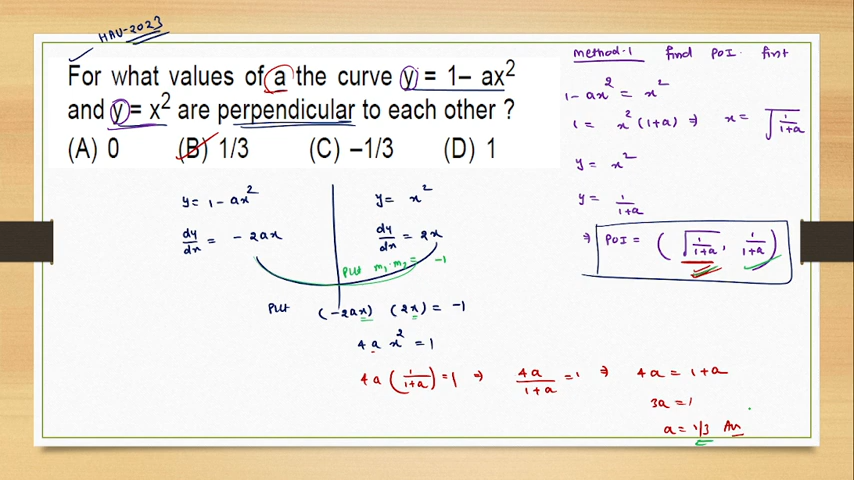 HAU-2023
For what values of a the curve y = 1– ax²
and y = x² are perpendicular to each other ?
(A) 0 (B) 1/3 (C) –1/3 (D) 1
method-1 find POI first
1 - ax² = x²
1 = x²(1+a) ⇒ x = √(1/(1+a))
y = x²
y = 1/(1+a)
⇒ POI = (√(1/(1+a)), 1/(1+a))
y = 1 - ax²
dy/dx = -2ax
y = x²
dy/dx = 2x
Put m₁·m₂ = -1
Put (-2ax) (2x) = -1
4a x² = 1
4a (1/(1+a)) = 1 ⇒ 4a/(1+a) = 1 ⇒ 4a = 1+a
3a = 1
a = 1/3 An